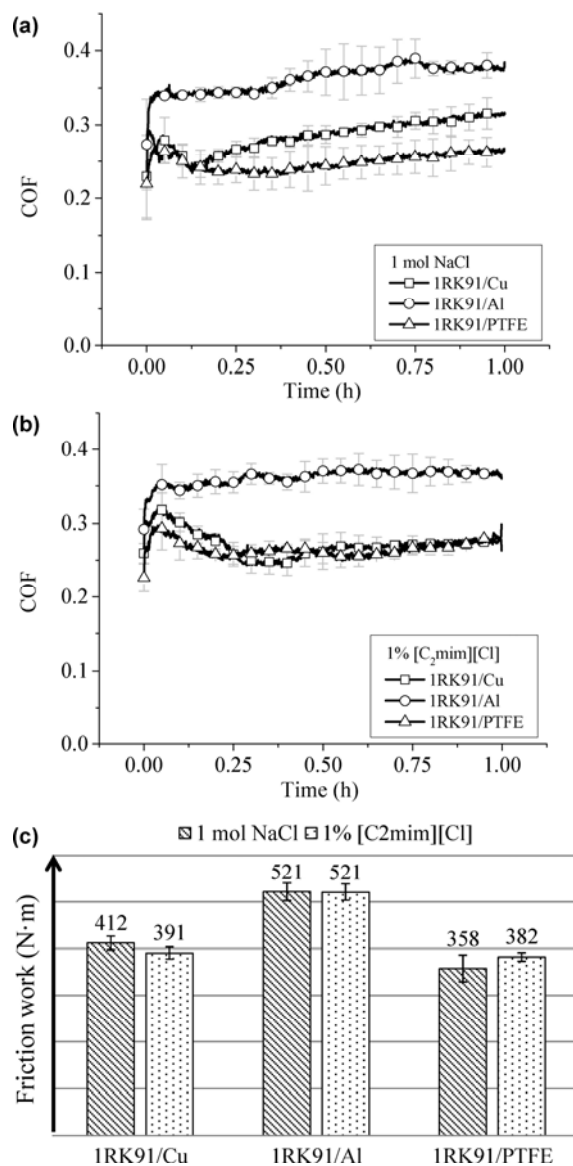 (a)
0.4
0.3
0.2
0.1
0.0
COF
1 mol NaCl
1RK91/Cu
1RK91/Al
1RK91/PTFE
0.00 0.25 0.50 0.75 1.00
Time (h)
(b)
0.4
0.3
0.2
0.1
0.0
COF
1% [C₂mim][Cl]
1RK91/Cu
1RK91/Al
1RK91/PTFE
0.00 0.25 0.50 0.75 1.00
Time (h)
(c)
1 mol NaCl 1% [C2mim][Cl]
Friction work (N·m)
412 391 521 521 358 382
1RK91/Cu 1RK91/Al 1RK91/PTFE